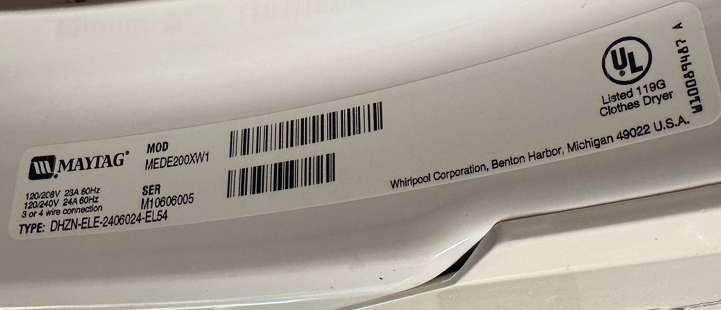 MAYTAG®
MOD
MEDE200XW1
SER
M10606005
120/208V 23A 60Hz
120/240V 24A 60Hz
3 or 4 wire connection
TYPE: DHZN-ELE-2406024-EL54
Whirlpool Corporation, Benton Harbor, Michigan 49022 U.S.A.
UL
Listed 119G
Clothes Dryer
W10089487 A